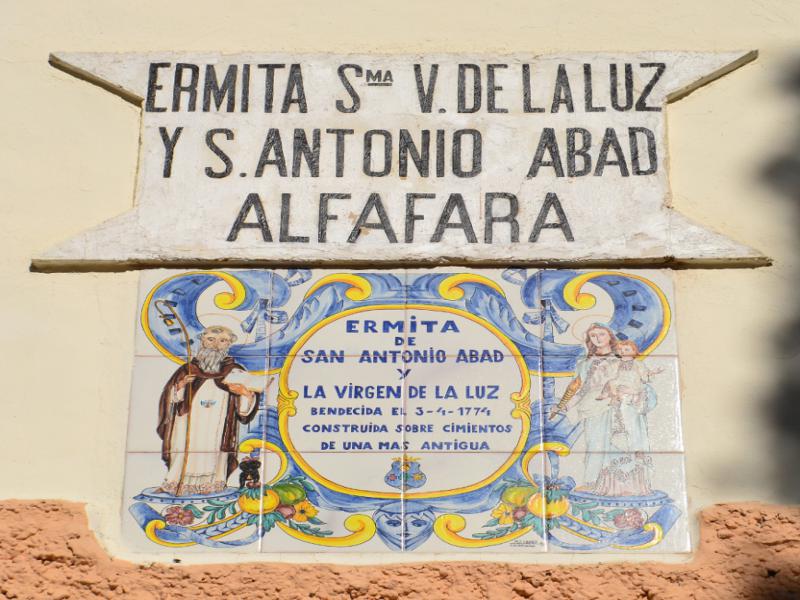 ERMITA SMA V. DE LA LUZ
Y S. ANTONIO ABAD
ALFAFARA
ERMITA
DE
SAN ANTONIO ABAD
Y
LA VIRGEN DE LA LUZ
BENDECIDA EL 3-4-1774
CONSTRUIDA SOBRE CIMIENTOS
DE UNA MAS ANTIGUA